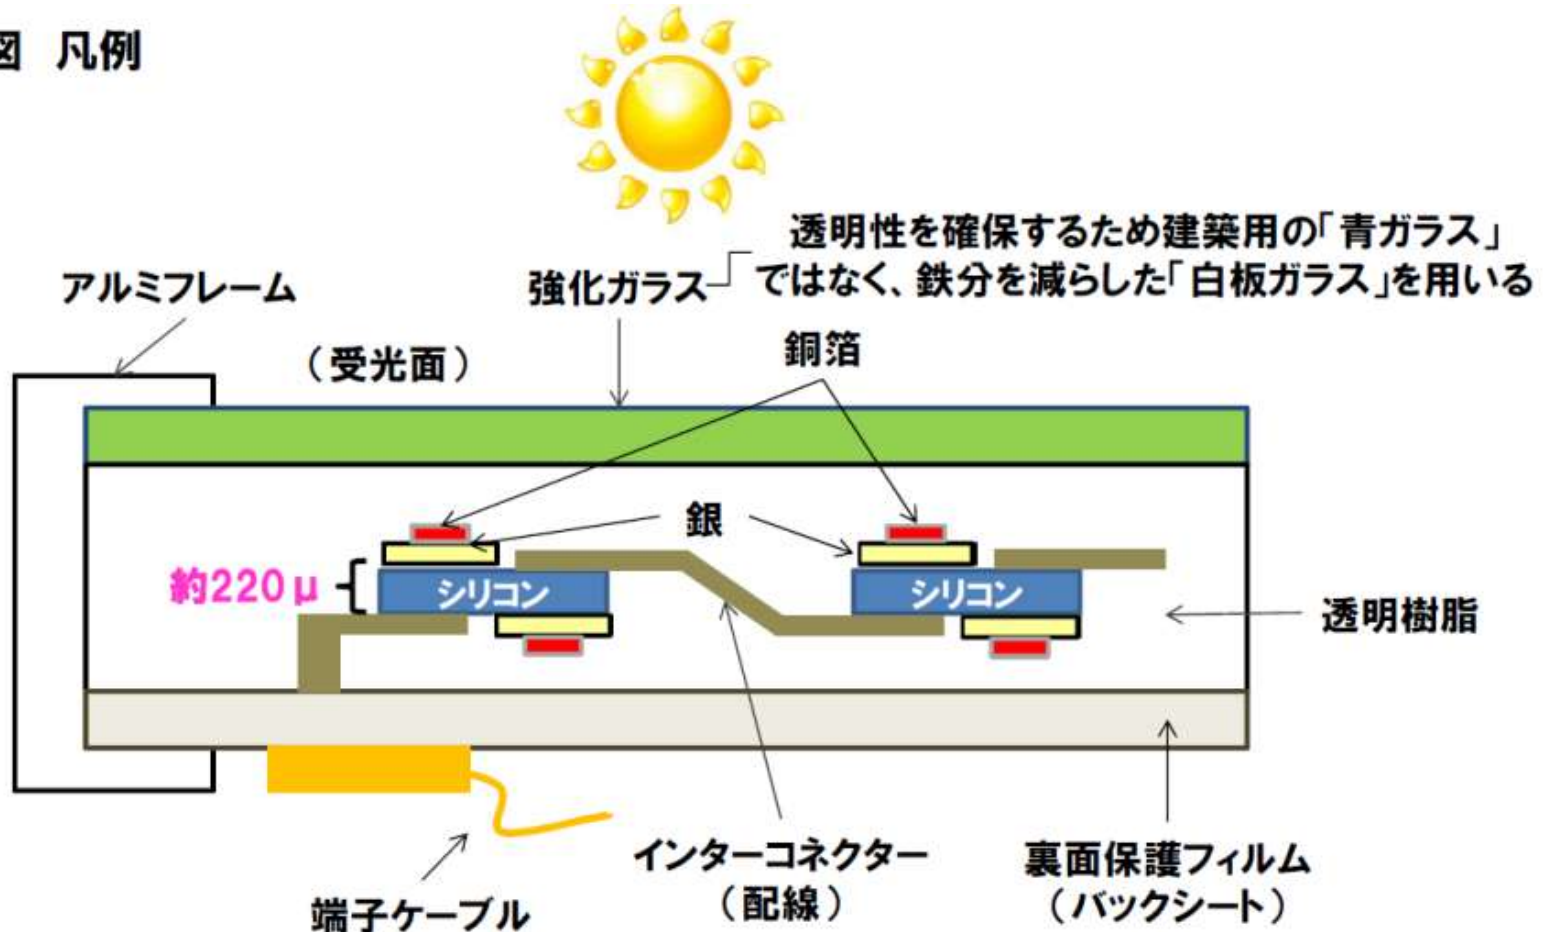 図 凡例
透明性を確保するため建築用の「青ガラス」
ではなく、鉄分を減らした「白板ガラス」を用いる
アルミフレーム
強化ガラス
（受光面）
銅箔
銀
約220μ
シリコン
シリコン
透明樹脂
インターコネクター
（配線）
裏面保護フィルム
（バックシート）
端子ケーブル